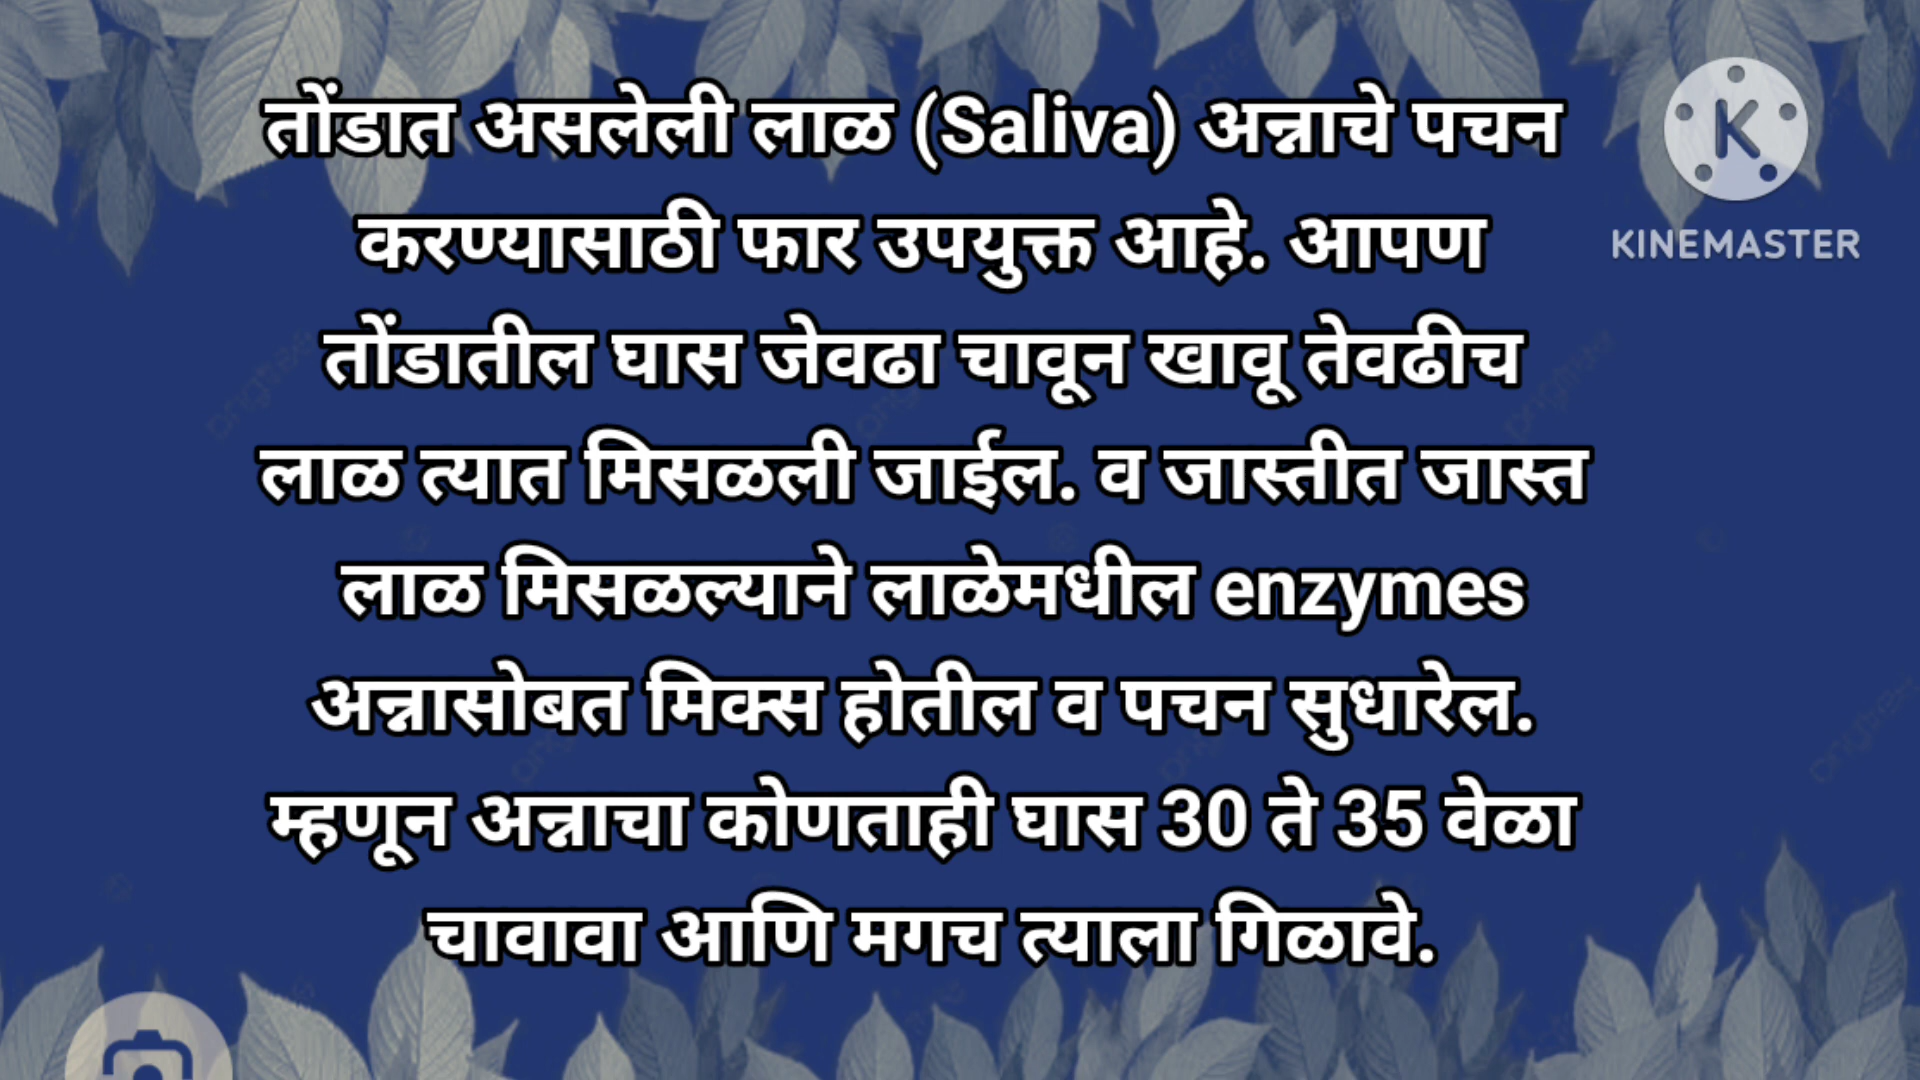 तोंडात असलेली लाळ (Saliva) अन्नाचे पचन
करण्यासाठी फार उपयुक्त आहे. आपण
तोंडातील घास जेवढा चावून खावू तेवढीच
लाळ त्यात मिसळली जाईल. व जास्तीत जास्त
लाळ मिसळल्याने लाळेमधील enzymes
अन्नासोबत मिक्स होतील व पचन सुधारेल.
म्हणून अन्नाचा कोणताही घास 30 ते 35 वेळा
चावावा आणि मगच त्याला गिळावे.
K
KINEMASTER